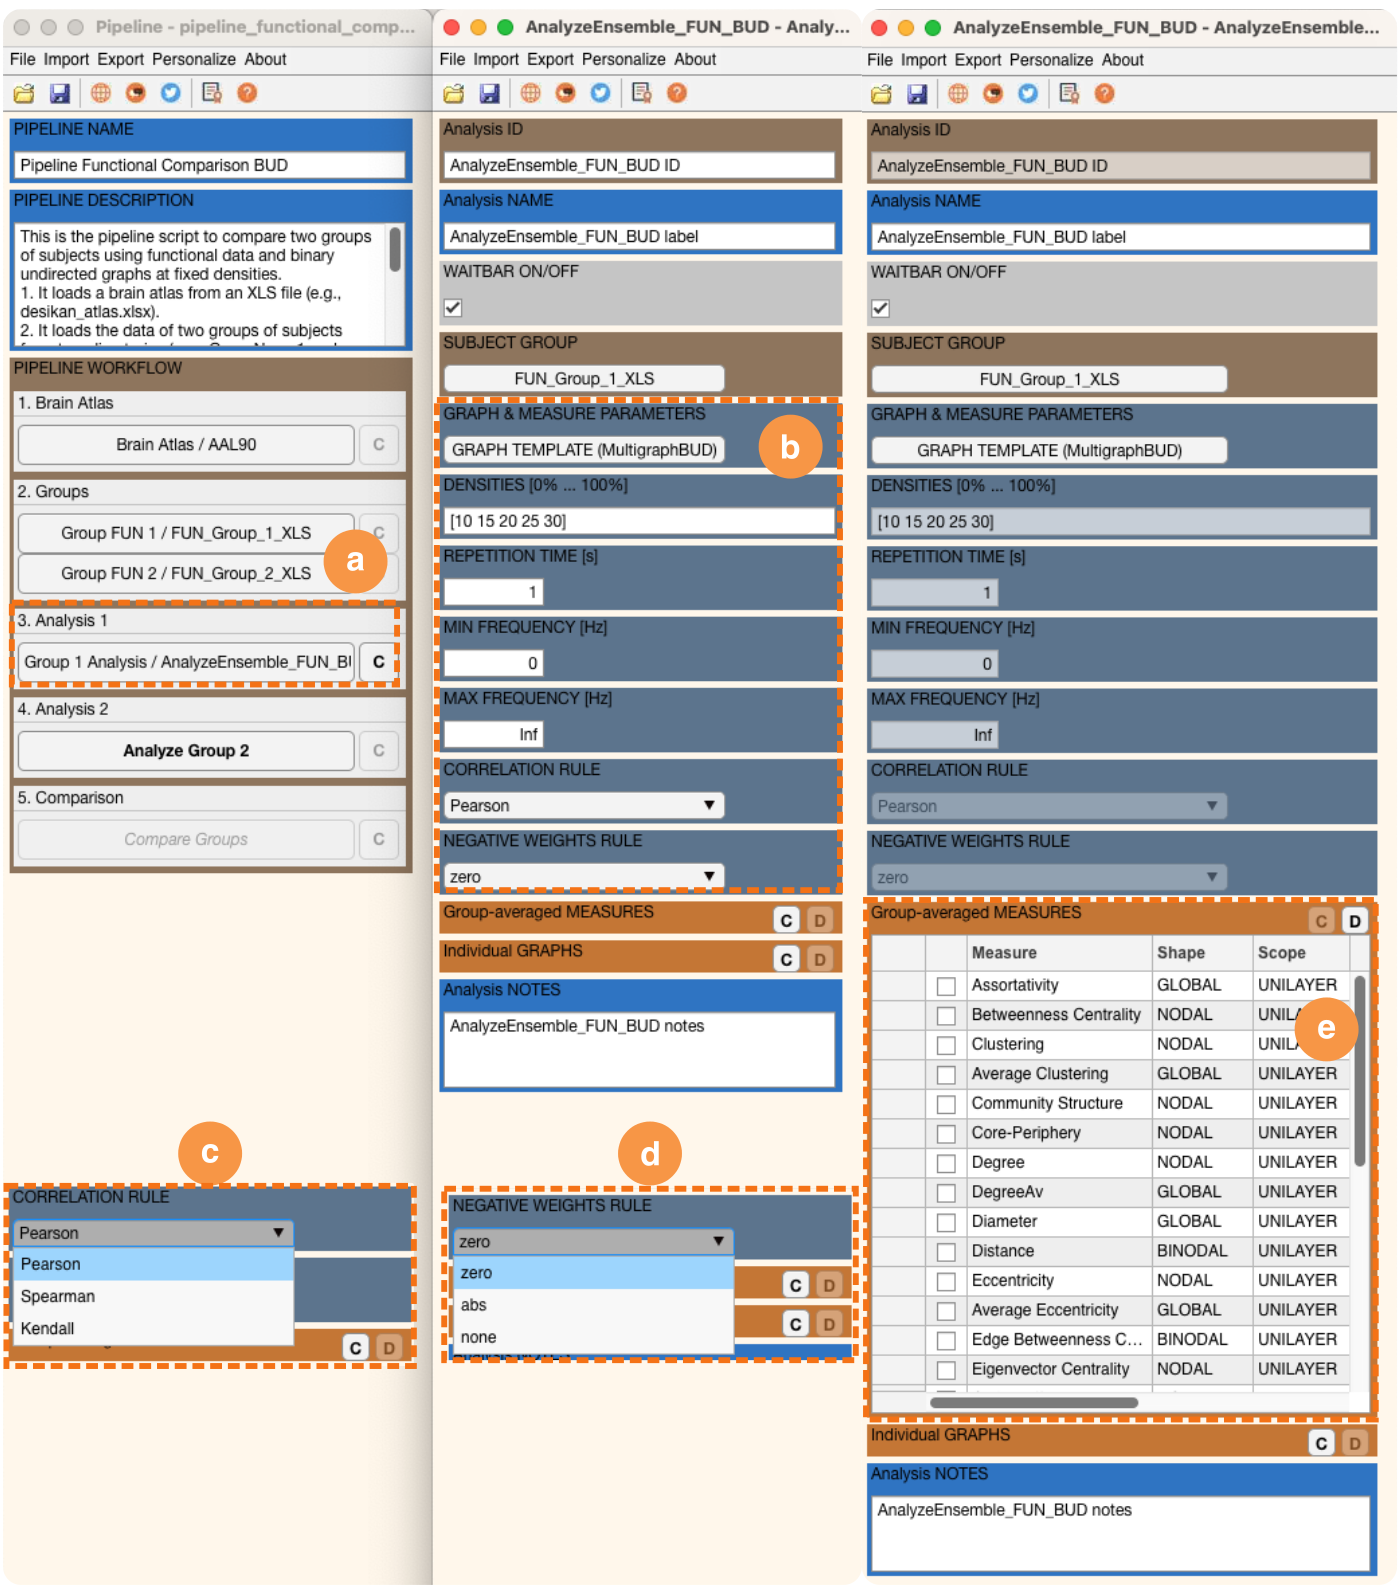 Pipeline - pipeline_functional_comp...
File Import Export Personalize About
PIPELINE NAME
Pipeline Functional Comparison BUD
PIPELINE DESCRIPTION
This is the pipeline script to compare two groups
of subjects using functional data and binary
undirected graphs at fixed densities.
1. It loads a brain atlas from an XLS file (e.g.,
desikan_atlas.xlsx).
2. It loads the data of two groups of subjects
PIPELINE WORKFLOW
1. Brain Atlas
Brain Atlas / AAL90 C
2. Groups
Group FUN 1 / FUN_Group_1_XLS C
a
Group FUN 2 / FUN_Group_2_XLS
3. Analysis 1
Group 1 Analysis / AnalyzeEnsemble_FUN_BU C
4. Analysis 2
Analyze Group 2 C
5. Comparison
Compare Groups C
c
CORRELATION RULE
Pearson ▼
Pearson
Spearman
Kendall
C D
AnalyzeEnsemble_FUN_BUD - Analy...
File Import Export Personalize About
Analysis ID
AnalyzeEnsemble_FUN_BUD ID
Analysis NAME
AnalyzeEnsemble_FUN_BUD label
WAITBAR ON/OFF
SUBJECT GROUP
FUN_Group_1_XLS
GRAPH & MEASURE PARAMETERS
GRAPH TEMPLATE (MultigraphBUD)
b
DENSITIES [0% ... 100%]
[10 15 20 25 30]
REPETITION TIME [s]
1
MIN FREQUENCY [Hz]
0
MAX FREQUENCY [Hz]
Inf
CORRELATION RULE
Pearson ▼
NEGATIVE WEIGHTS RULE
zero ▼
Group-averaged MEASURES C D
Individual GRAPHS C D
Analysis NOTES
AnalyzeEnsemble_FUN_BUD notes
d
NEGATIVE WEIGHTS RULE
zero ▼
zero
abs
none
C D
C D
AnalyzeEnsemble_FUN_BUD - AnalyzeEnsemble...
File Import Export Personalize About
Analysis ID
AnalyzeEnsemble_FUN_BUD ID
Analysis NAME
AnalyzeEnsemble_FUN_BUD label
WAITBAR ON/OFF
SUBJECT GROUP
FUN_Group_1_XLS
GRAPH & MEASURE PARAMETERS
GRAPH TEMPLATE (MultigraphBUD)
DENSITIES [0% ... 100%]
[10 15 20 25 30]
REPETITION TIME [s]
1
MIN FREQUENCY [Hz]
0
MAX FREQUENCY [Hz]
Inf
CORRELATION RULE
Pearson ▼
NEGATIVE WEIGHTS RULE
zero ▼
Group-averaged MEASURES C D
Measure Shape Scope
Assortativity GLOBAL UNILAYER
Betweenness Centrality NODAL UNILA
e
Clustering NODAL UNILAYER
Average Clustering GLOBAL UNILAYER
Community Structure NODAL UNILAYER
Core-Periphery NODAL UNILAYER
Degree NODAL UNILAYER
DegreeAv GLOBAL UNILAYER
Diameter GLOBAL UNILAYER
Distance BINODAL UNILAYER
Eccentricity NODAL UNILAYER
Average Eccentricity GLOBAL UNILAYER
Edge Betweenness C... BINODAL UNILAYER
Eigenvector Centrality NODAL UNILAYER
Individual GRAPHS C D
Analysis NOTES
AnalyzeEnsemble_FUN_BUD notes